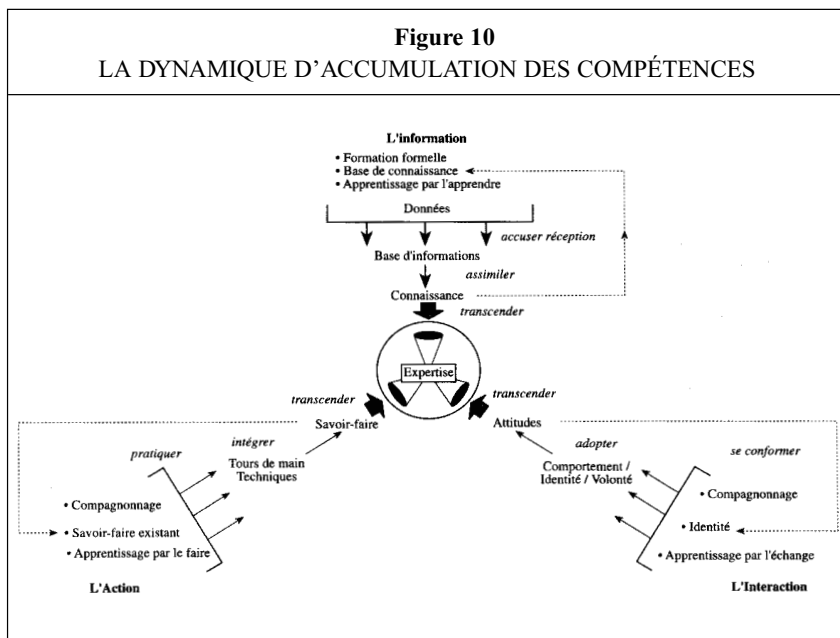 Figure 10
LA DYNAMIQUE D'ACCUMULATION DES COMPÉTENCES
L'information
• Formation formelle
• Base de connaissance
• Apprentissage par l'apprendre
Données
accuser réception
Base d'informations
assimiler
Connaissance
transcender
Expertise
transcender
transcender
Savoir-faire
Attitudes
pratiquer
intégrer
adopter
se conformer
Tours de main
Techniques
Comportement /
Identité / Volonté
• Compagnonnage
• Savoir-faire existant
• Apprentissage par le faire
L'Action
• Compagnonnage
• Identité
• Apprentissage par l'échange
L'Interaction